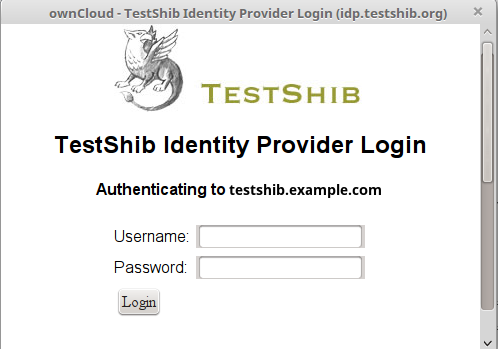 ownCloud - TestShib Identity Provider Login (idp.testshib.org)
TESTSHIB
TestShib Identity Provider Login
Authenticating to testshib.example.com
Username:
Password:
Login